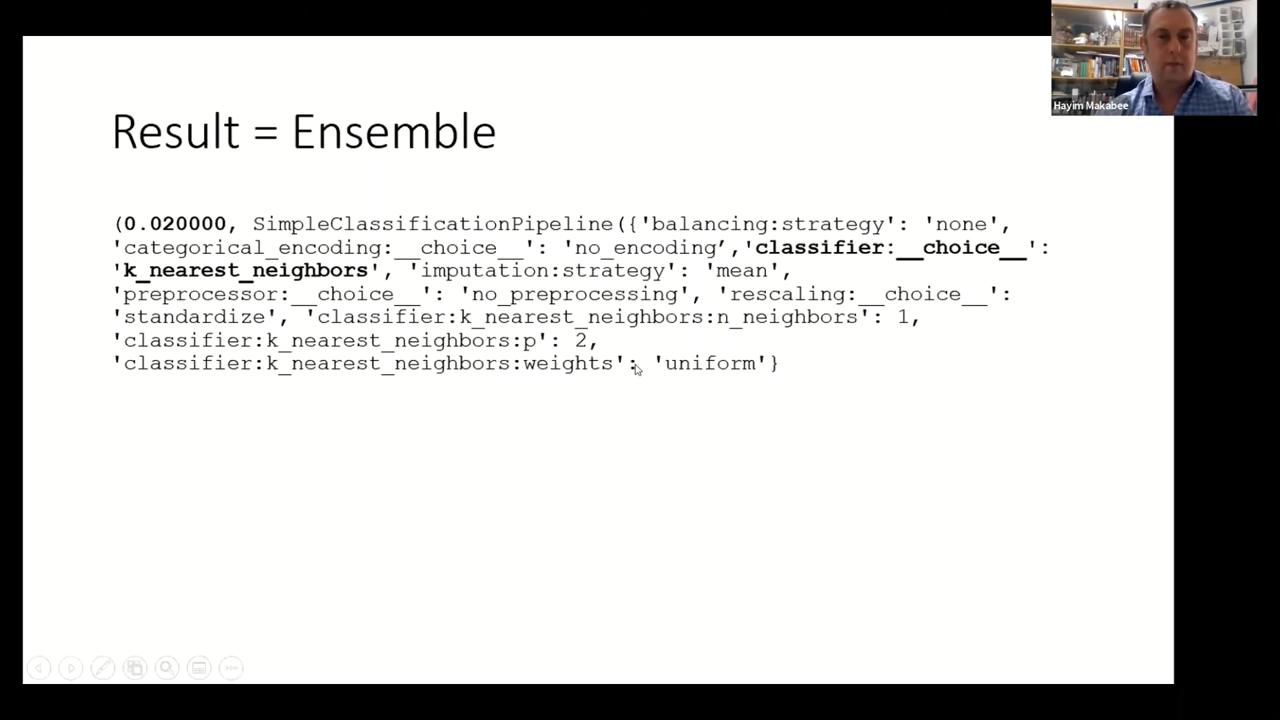 Hayim Makabee
Result = Ensemble
(0.020000, SimpleClassificationPipeline({'balancing:strategy': 'none',
'categorical_encoding:__choice__': 'no_encoding’,'classifier:__choice__':
'k_nearest_neighbors', 'imputation:strategy': 'mean',
'preprocessor:__choice__': 'no_preprocessing', 'rescaling:__choice__':
'standardize', 'classifier:k_nearest_neighbors:n_neighbors': 1,
'classifier:k_nearest_neighbors:p': 2,
'classifier:k_nearest_neighbors:weights': 'uniform'}